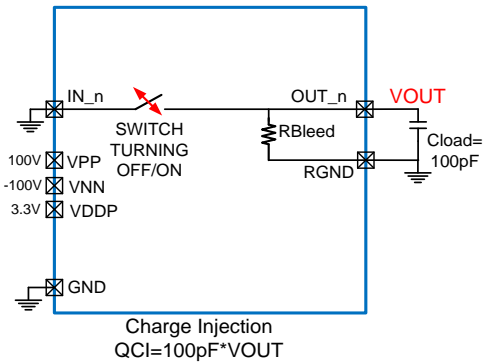 IN_n
OUT_n
VOUT
SWITCH
TURNING
OFF/ON
RBleed
Cload=
100pF
RGND
100V VPP
-100V VNN
3.3V VDDP
GND
Charge Injection
QCI=100pF*VOUT